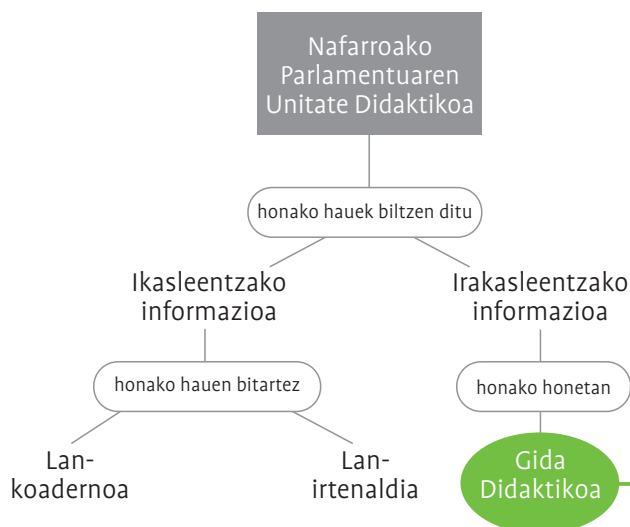 Nafarroako
Parlamentuaren
Unitate Didaktikoa
honako hauek biltzen ditu
Ikasleentzako
informazioa
Irakasleentzako
informazioa
honako hauen bitartez
honako honetan
Lan-
koadernoa
Lan-
irtenaldia
Gida
Didaktikoa